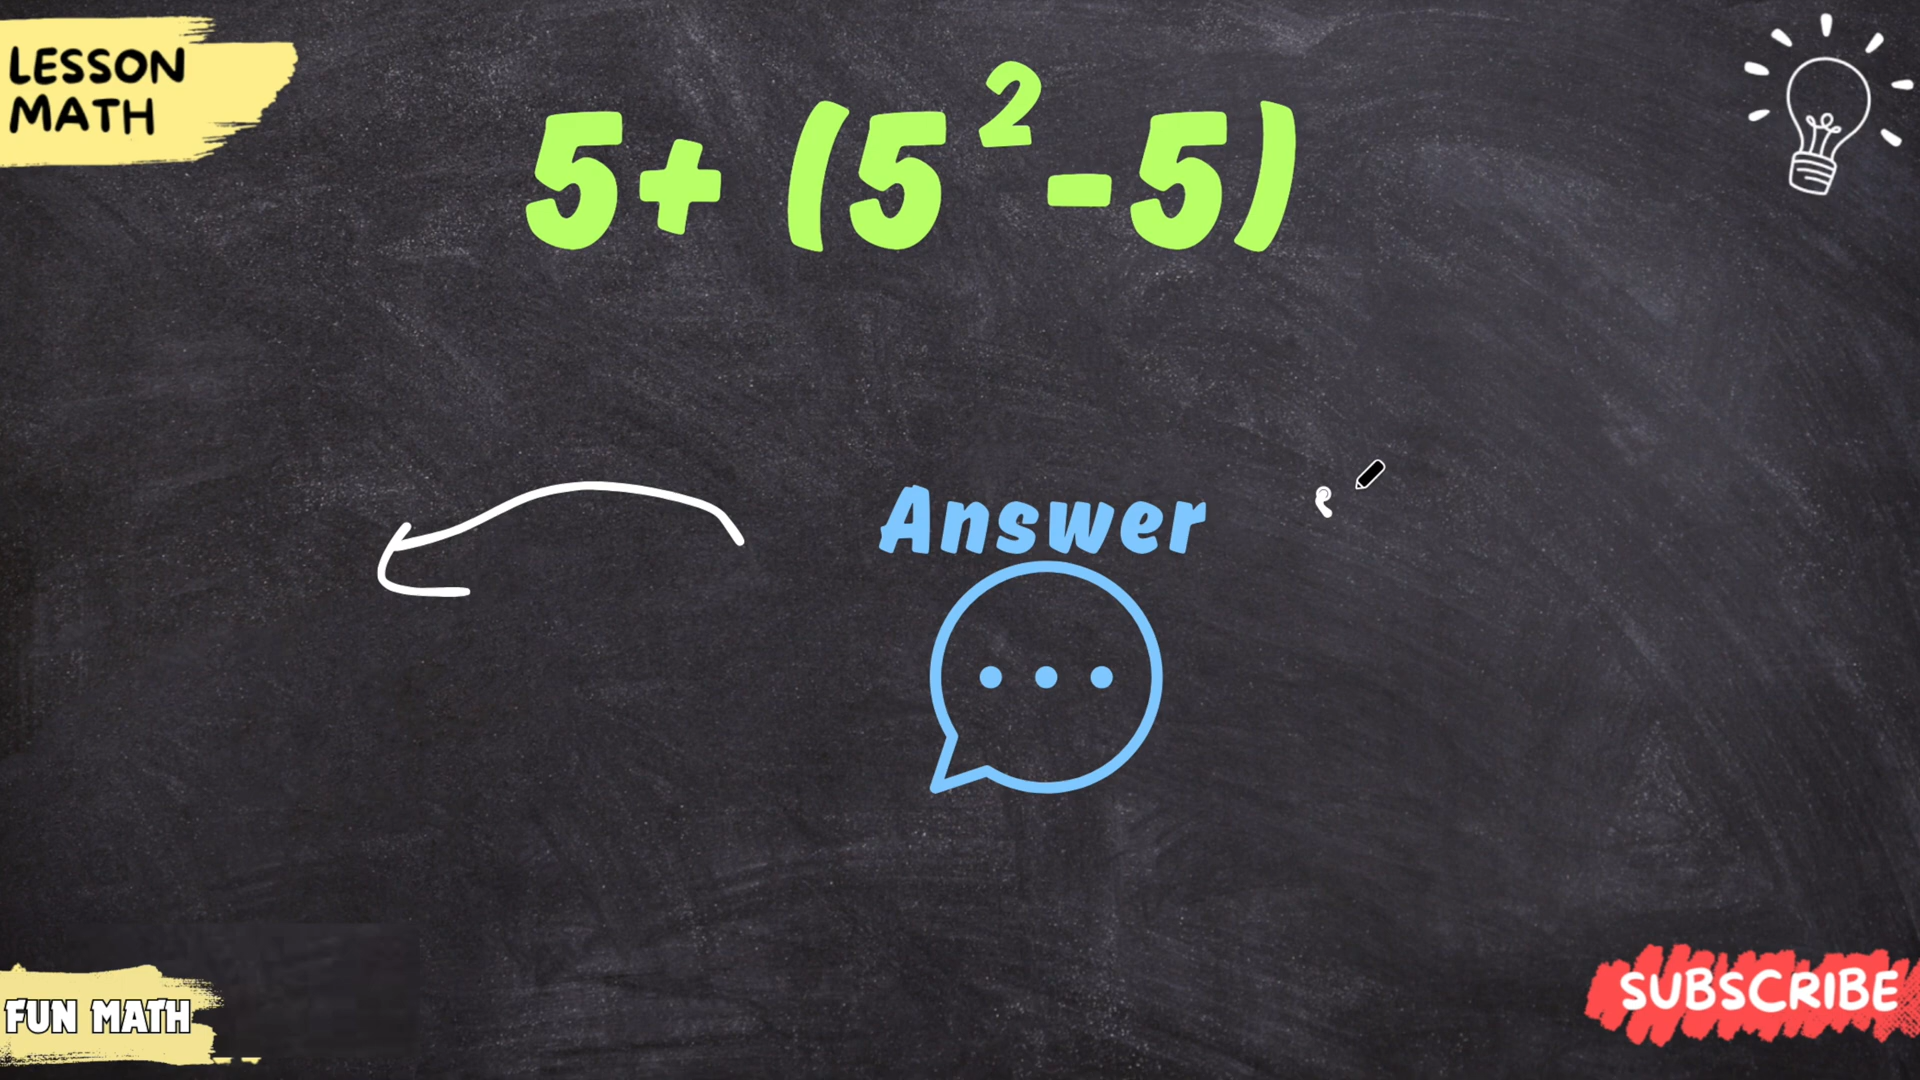 LESSON
MATH
5+ (5²-5)
Answer
FUN MATH
SUBSCRIBE